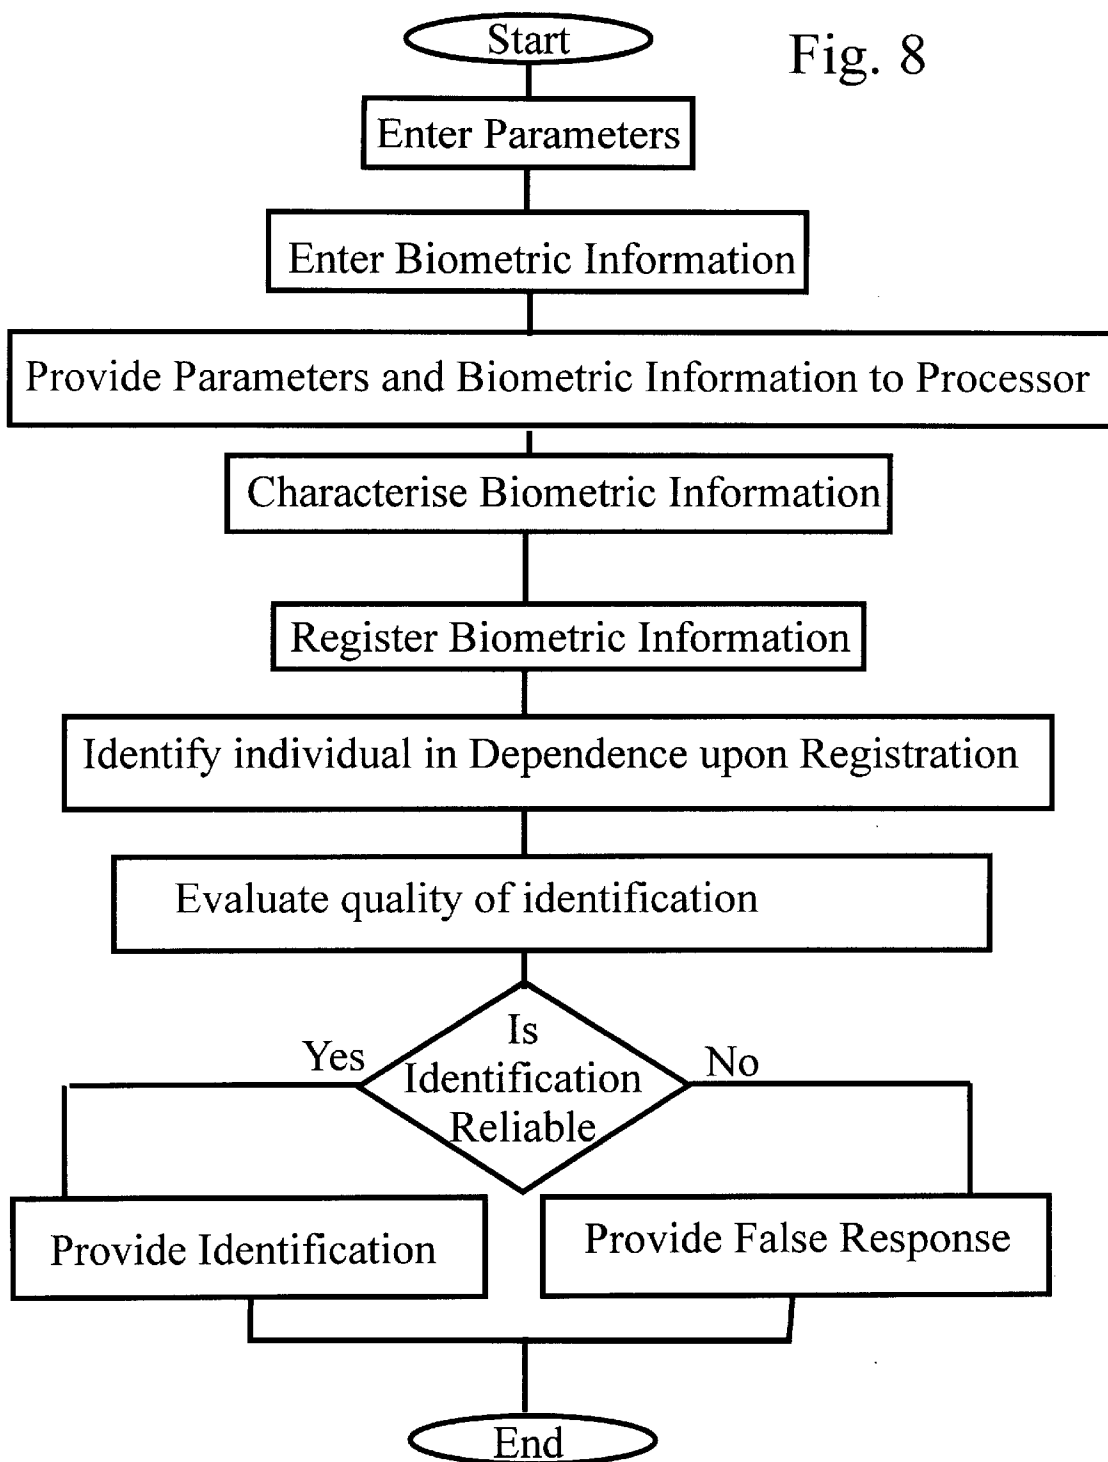 Start
Fig. 8
Enter Parameters
Enter Biometric Information
Provide Parameters and Biometric Information to Processor
Characterise Biometric Information
Register Biometric Information
Identify individual in Dependence upon Registration
Evaluate quality of identification
Is
Yes
No
Identification
Reliable
Provide Identification
Provide False Response
End